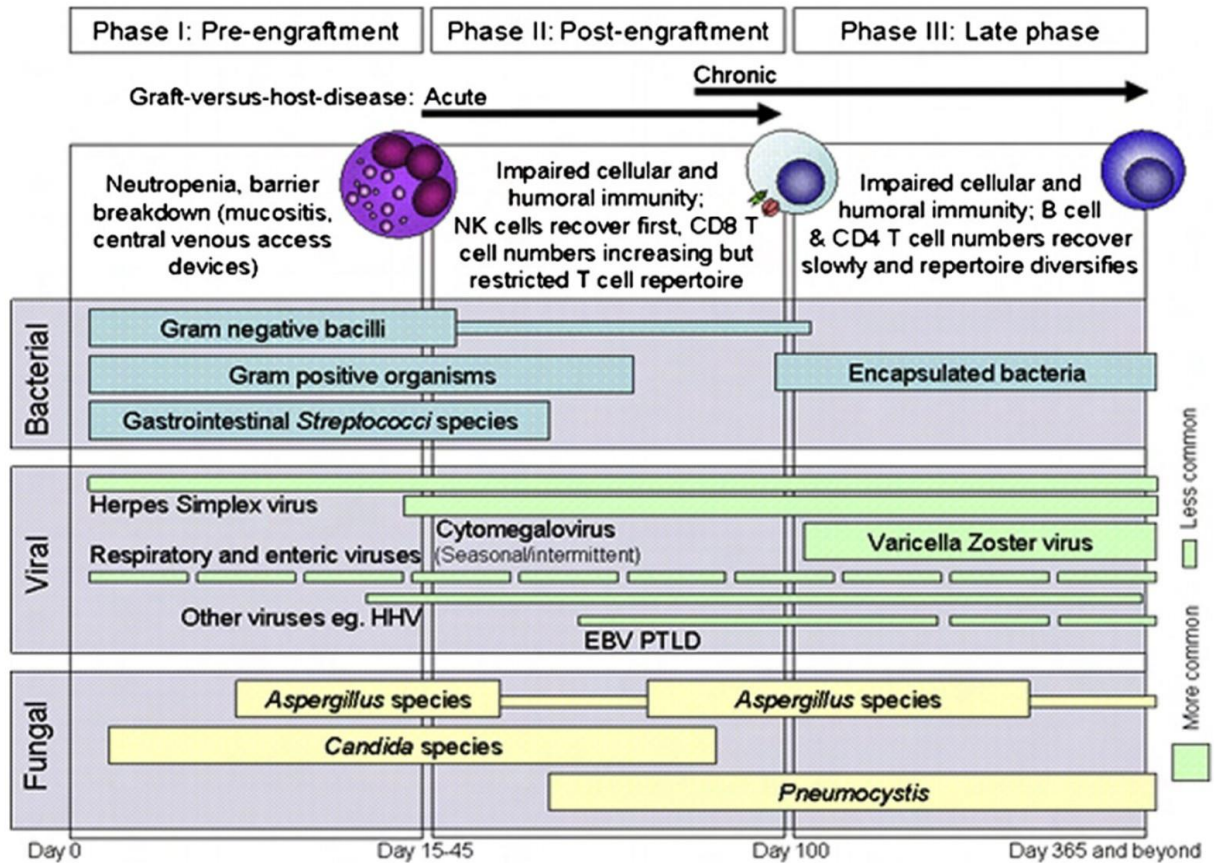 Phase I: Pre-engraftment
Phase II: Post-engraftment
Phase III: Late phase
Chronic
Graft-versus-host-disease: Acute
Neutropenia, barrier
breakdown (mucositis,
central venous access
devices)
Impaired cellular and
humoral immunity;
NK cells recover first, CD8 T
cell numbers increasing but
restricted T cell repertoire
Impaired cellular and
humoral immunity; B cell
& CD4 T cell numbers recover
slowly and repertoire diversifies
Bacterial
Gram negative bacilli
Gram positive organisms
Encapsulated bacteria
Gastrointestinal Streptococci species
Viral
Herpes Simplex virus
Cytomegalovirus
(Seasonal/intermittent)
Varicella Zoster virus
Respiratory and enteric viruses
Other viruses eg. HHV
EBV PTLD
Fungal
Aspergillus species
Aspergillus species
Candida species
Pneumocystis
Less common
More common
Day 0
Day 15-45
Day 100
Day 365 and beyond